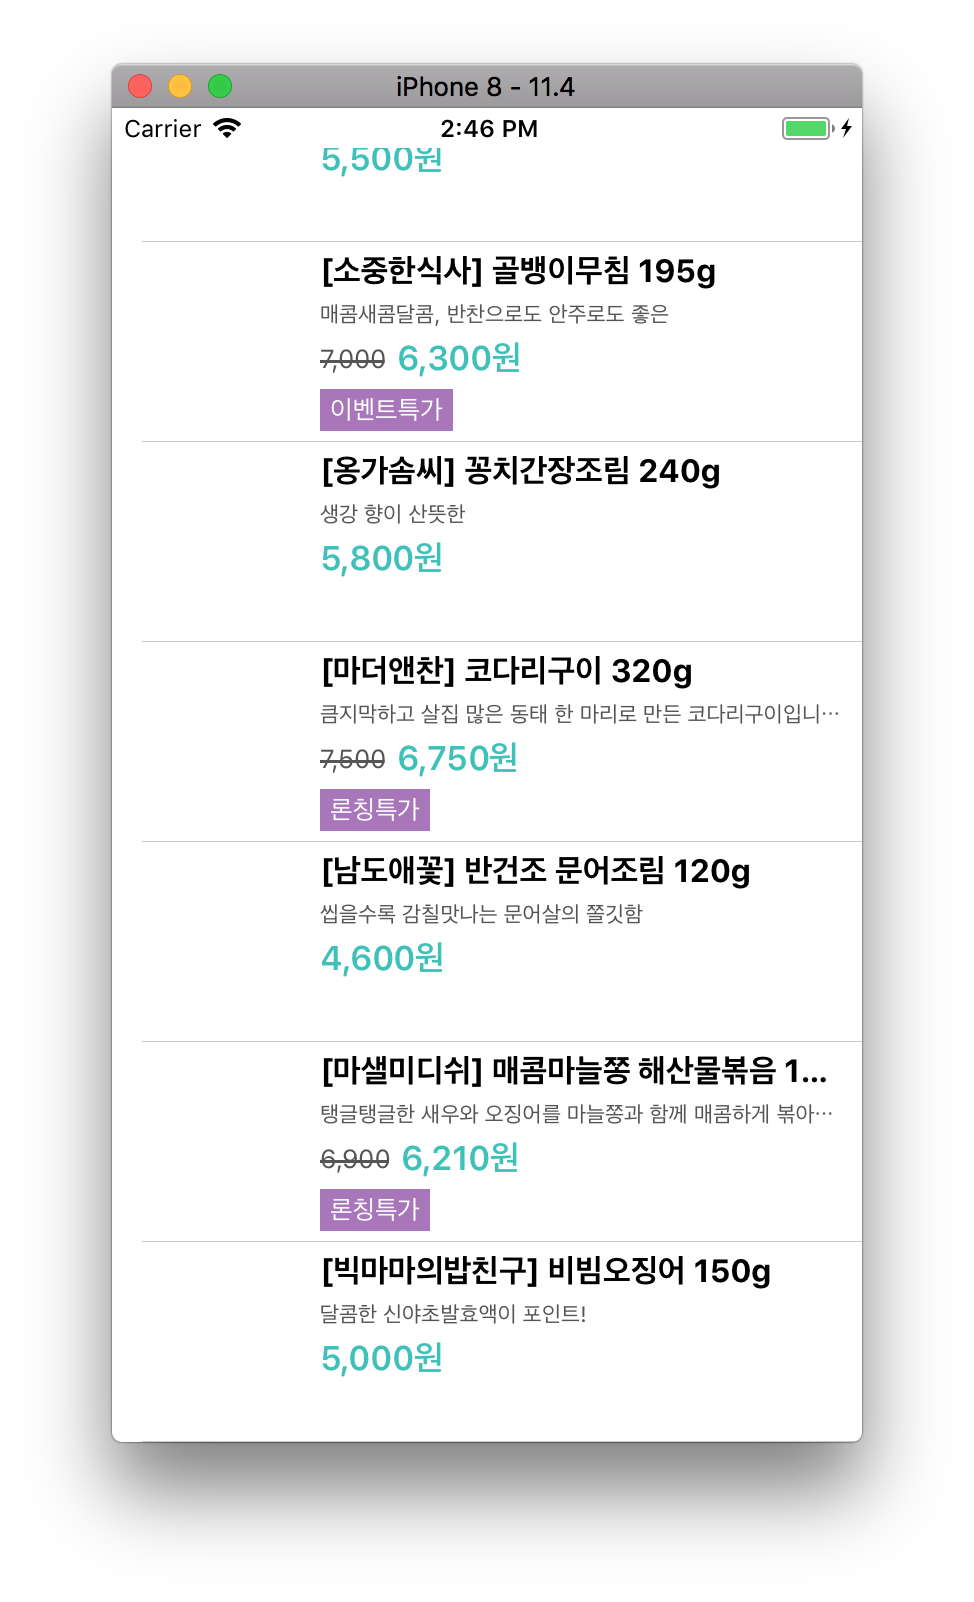 iPhone 8 - 11.4
Carrier 2:46 PM
5,500원
[소중한식사] 골뱅이무침 195g
매콤새콤달콤, 반찬으로도 안주로도 좋은
7,000 6,300원
이벤트특가
[옹가솜씨] 꽁치간장조림 240g
생강 향이 산뜻한
5,800원
[마더앤찬] 코다리구이 320g
큼지막하고 살집 많은 동태 한 마리로 만든 코다리구이입니…
7,500 6,750원
론칭특가
[남도애꽃] 반건조 문어조림 120g
씹을수록 감칠맛나는 문어살의 쫄깃함
4,600원
[마샐미디쉬] 매콤마늘쫑 해산물볶음 1...
탱글탱글한 새우와 오징어를 마늘쫑과 함께 매콤하게 볶아…
6,900 6,210원
론칭특가
[빅마마의밥친구] 비빔오징어 150g
달콤한 신야초발효액이 포인트!
5,000원